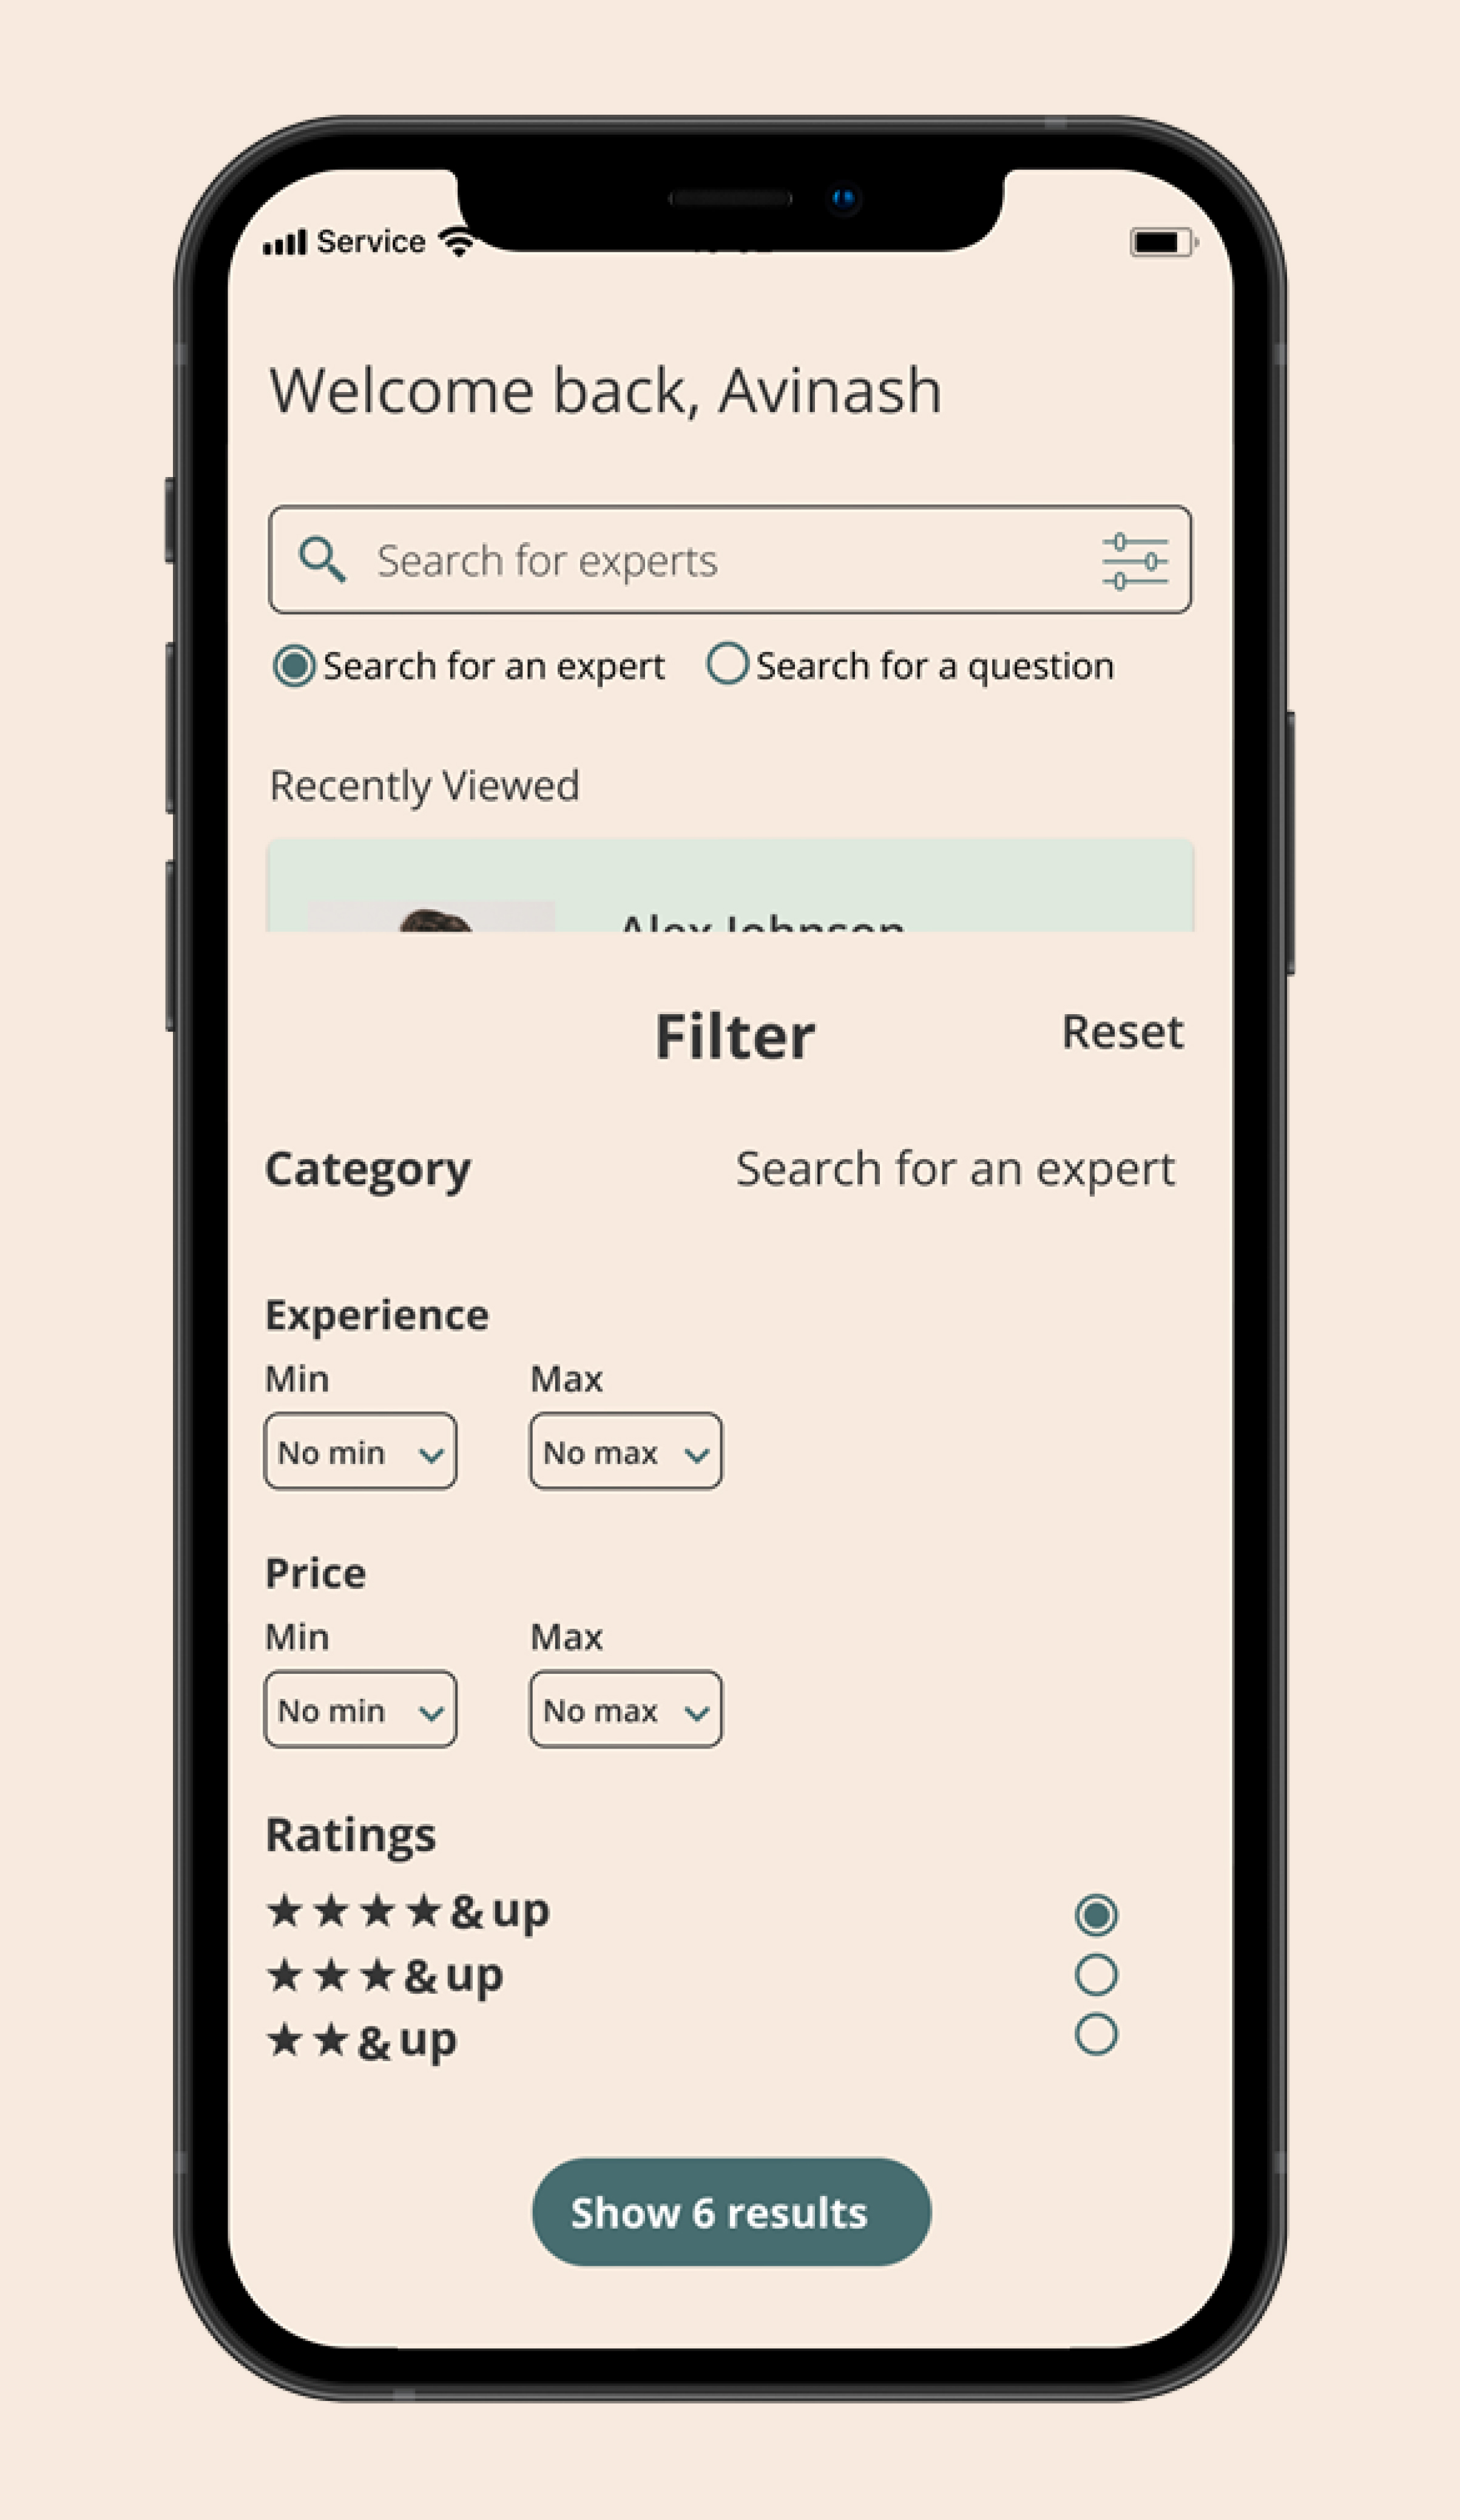 Service
Welcome back, Avinash
Search for experts
Search for an expert Search for a question
Recently Viewed
Alex Johnson
Filter Reset
Category Search for an expert
Experience
Min Max
No min No max
Price
Min Max
No min No max
Ratings
★★★★& up
★★★& up
★★& up
Show 6 results